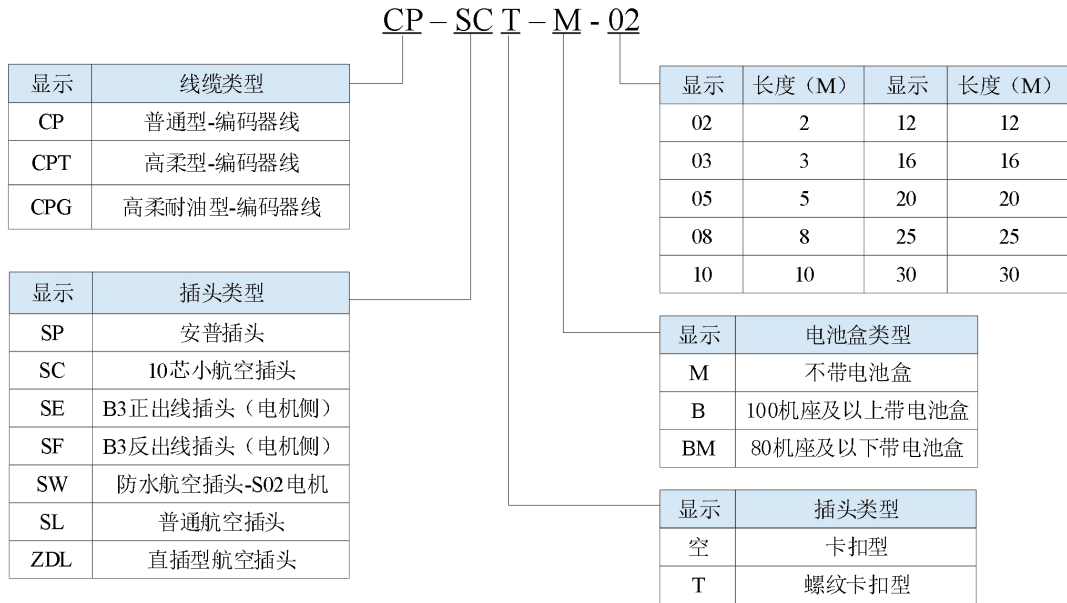 CP – SC T – M - 02
显示 线缆类型
CP 普通型-编码器线
CPT 高柔型-编码器线
CPG 高柔耐油型-编码器线
显示 插头类型
SP 安普插头
SC 10芯小航空插头
SE B3正出线插头（电机侧）
SF B3反出线插头（电机侧）
SW 防水航空插头-S02电机
SL 普通航空插头
ZDL 直插型航空插头
显示 长度（M） 显示 长度（M）
02 2 12 12
03 3 16 16
05 5 20 20
08 8 25 25
10 10 30 30
显示 电池盒类型
M 不带电池盒
B 100机座及以上带电池盒
BM 80机座及以下带电池盒
显示 插头类型
空 卡扣型
T 螺纹卡扣型